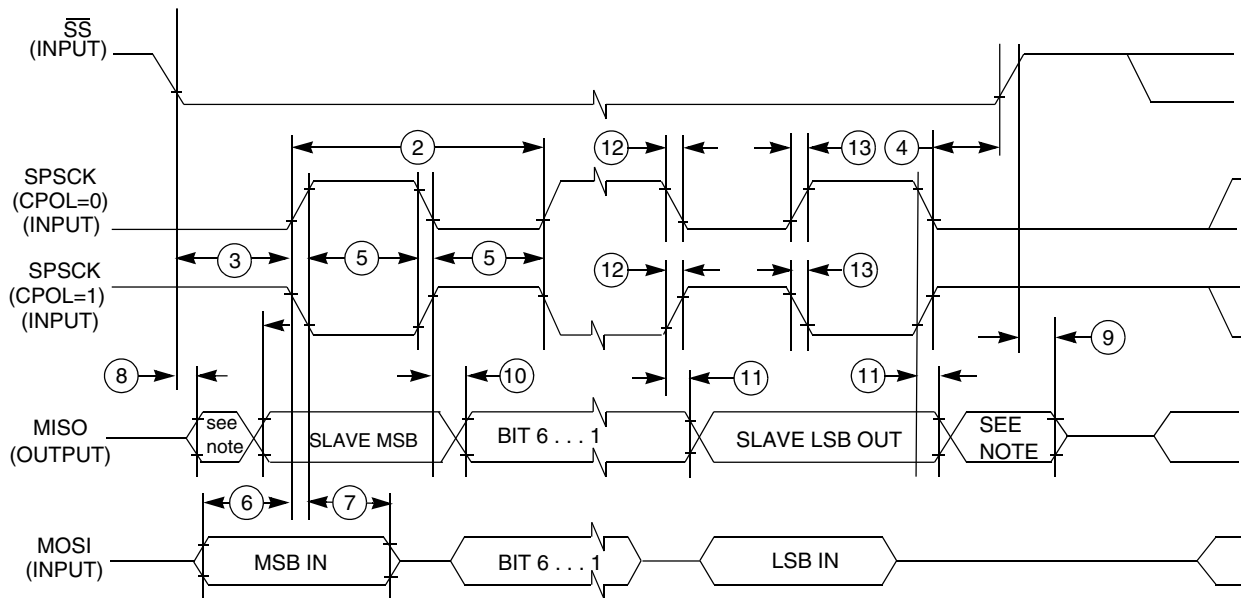 SS
(INPUT)
2
12
13
4
SPSCK
(CPOL=0)
(INPUT)
3
5
5
SPSCK
(CPOL=1)
(INPUT)
12
13
8
10
11
11
9
MISO
(OUTPUT)
see
note
SLAVE MSB
BIT 6 . . . 1
SLAVE LSB OUT
SEE
NOTE
6
7
MOSI
(INPUT)
MSB IN
BIT 6 . . . 1
LSB IN